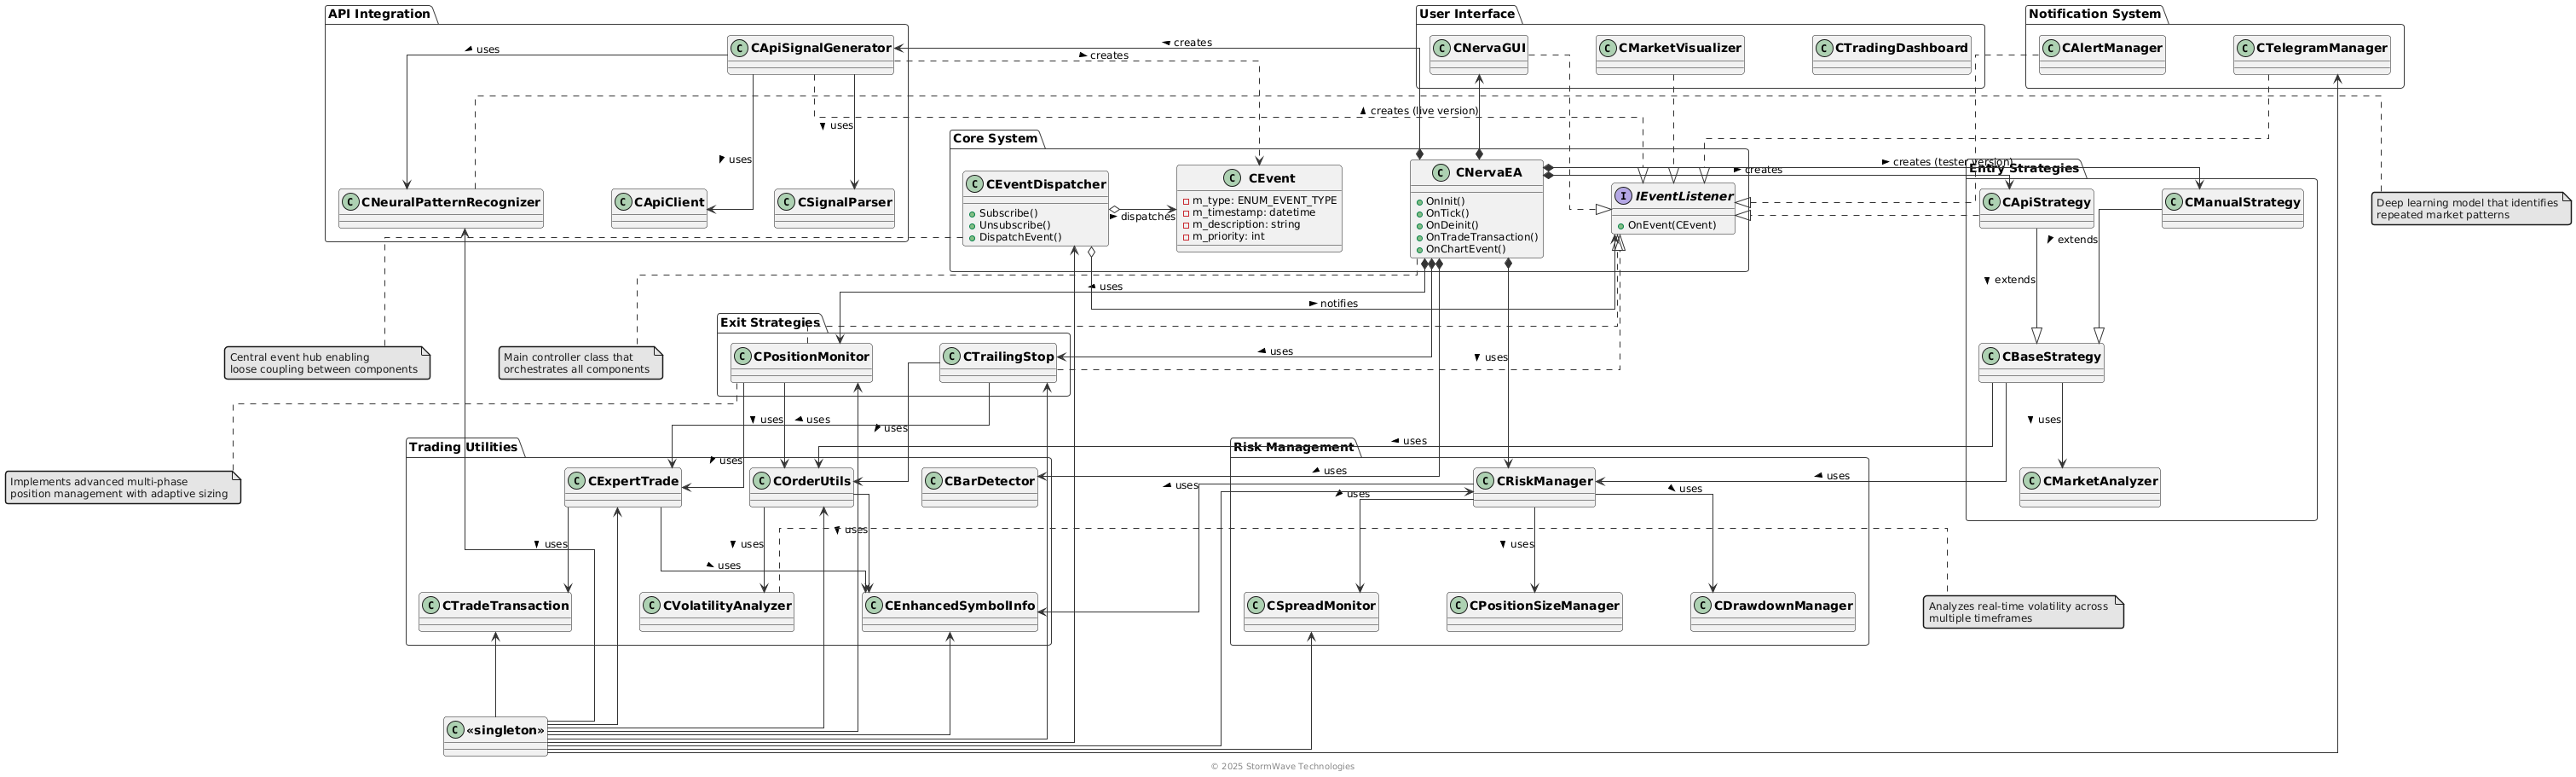 API Integration
User Interface
Notification System
C CApiSignalGenerator
C CNervaGUI
C CMarketVisualizer
C CTradingDashboard
C CAlertManager
C CTelegramManager
uses
creates
creates
creates (live version)
uses
uses
Core System
C CNeuralPatternRecognizer
C CApiClient
C CSignalParser
C CEventDispatcher
Subscribe()
Unsubscribe()
DispatchEvent()
dispatches
C CEvent
m_type: ENUM_EVENT_TYPE
m_timestamp: datetime
m_description: string
m_priority: int
C CNervaEA
OnInit()
OnTick()
OnDeinit()
OnTradeTransaction()
OnChartEvent()
I IEventListener
OnEvent(CEvent)
creates (tester version)
creates
Entry Strategies
C CApiStrategy
C CManualStrategy
Deep learning model that identifies
repeated market patterns
extends
extends
uses
notifies
Exit Strategies
Central event hub enabling
loose coupling between components
Main controller class that
orchestrates all components
C CPositionMonitor
C CTrailingStop
uses
uses
C CBaseStrategy
uses
uses
uses
uses
uses
Trading Utilities
Risk Management
uses
uses
uses
uses
uses
uses
uses
Implements advanced multi-phase
position management with adaptive sizing
C CExpertTrade
C COrderUtils
C CBarDetector
C CRiskManager
C CMarketAnalyzer
uses
uses
uses
uses
uses
C CTradeTransaction
C CVolatilityAnalyzer
C CEnhancedSymbolInfo
C CSpreadMonitor
C CPositionSizeManager
C CDrawdownManager
Analyzes real-time volatility across
multiple timeframes
C «singleton»
© 2025 StormWave Technologies